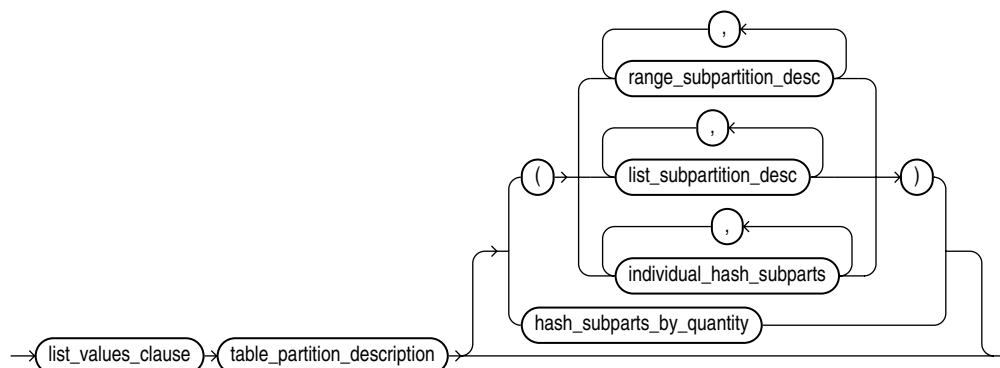 ,
range_subpartition_desc
,
( list_subpartition_desc )
,
individual_hash_subparts
hash_subparts_by_quantity
list_values_clause table_partition_description